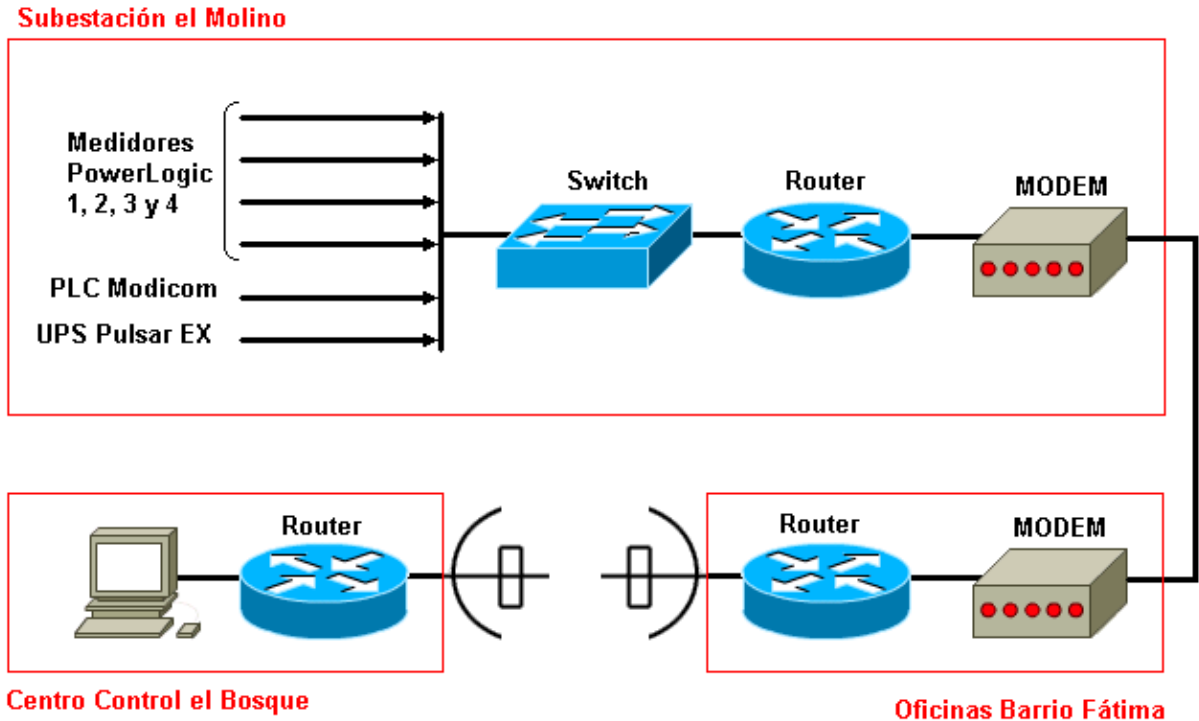 Subestación el Molino
Medidores
PowerLogic
1, 2, 3 y 4
PLC Modicom
UPS Pulsar EX
Switch
Router
MODEM
Router
Router
MODEM
Centro Control el Bosque
Oficinas Barrio Fátima